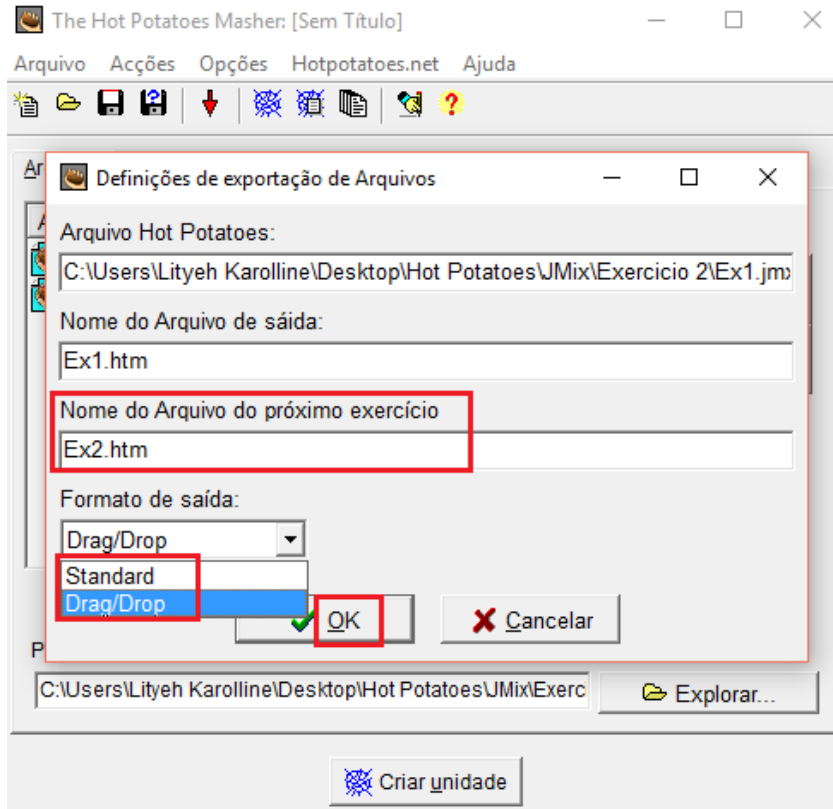 The Hot Potatoes Masher: [Sem Título]
Arquivo Acções Opções Hotpotatoes.net Ajuda
Definições de exportação de Arquivos
Arquivo Hot Potatoes:
C:\Users\Lityeh Karolline\Desktop\Hot Potatoes\JMix\Exercicio 2\Ex1.jmx
Nome do Arquivo de sáida:
Ex1.htm
Nome do Arquivo do próximo exercício
Ex2.htm
Formato de saída:
Drag/Drop
Standard
Drag/Drop
OK
Cancelar
C:\Users\Lityeh Karolline\Desktop\Hot Potatoes\JMix\Exerc
Explorar...
Criar unidade